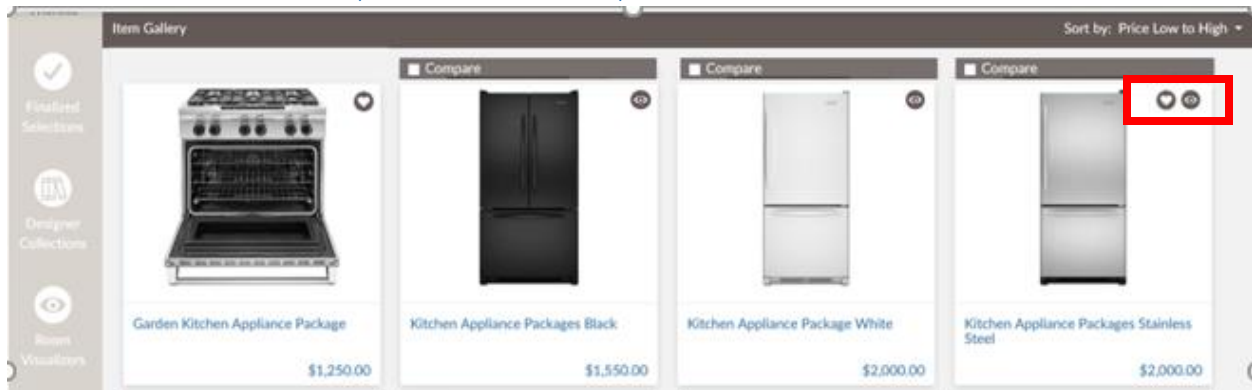 Item Gallery
Sort by: Price Low to High
Finalized
Selections
Designer
Collections
Room
Visualizers
Compare
Compare
Compare
Garden Kitchen Appliance Package
$1,250.00
Kitchen Appliance Packages Black
$1,550.00
Kitchen Appliance Package White
$2,000.00
Kitchen Appliance Packages Stainless
Steel
$2,000.00